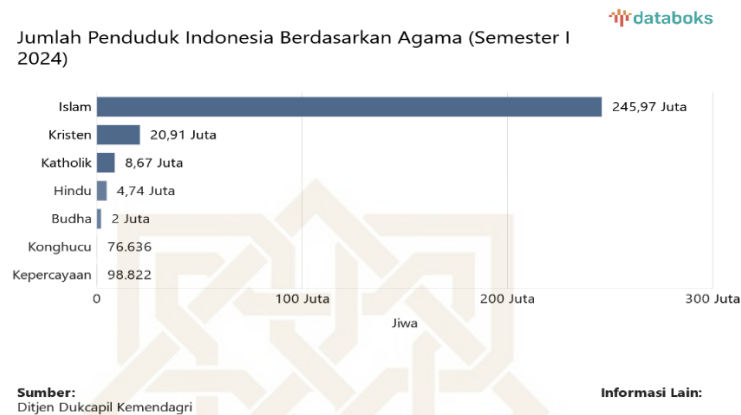 databoks
Jumlah Penduduk Indonesia Berdasarkan Agama (Semester I
2024)
Islam 245,97 Juta
Kristen 20,91 Juta
Katholik 8,67 Juta
Hindu 4,74 Juta
Budha 2 Juta
Konghucu 76.636
Kepercayaan 98.822
0 100 Juta 200 Juta 300 Juta
Jiwa
Sumber: Informasi Lain:
Ditjen Dukcapil Kemendagri